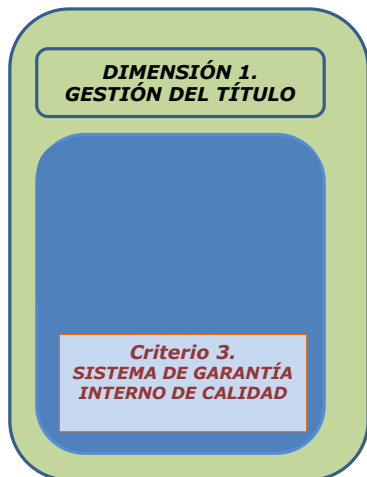 DIMENSIÓN 1.
GESTIÓN DEL TÍTULO
Criterio 3.
SISTEMA DE GARANTÍA
INTERNO DE CALIDAD